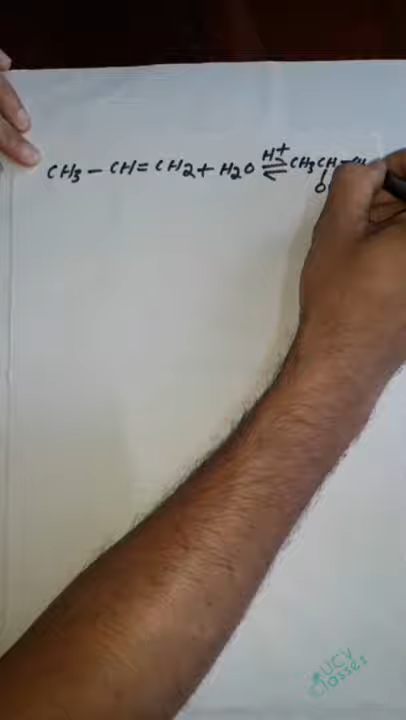 CH₃ – CH = CH₂ + H₂O ⇌ H⁺ CH₃CH –
UCV
Classes